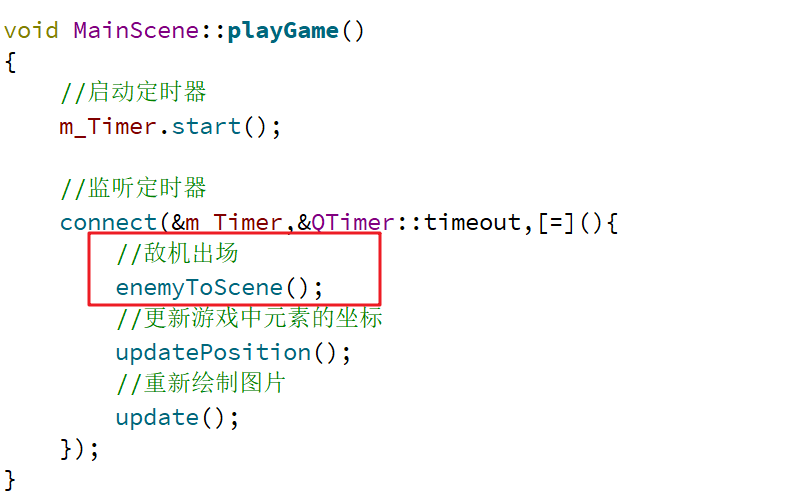 void MainScene::playGame()
{
    //启动定时器
    m_Timer.start();

    //监听定时器
    connect(&m_Timer,&QTimer::timeout,[=](){
        //敌机出场
        enemyToScene();
        //更新游戏中元素的坐标
        updatePosition();
        //重新绘制图片
        update();
    });
}